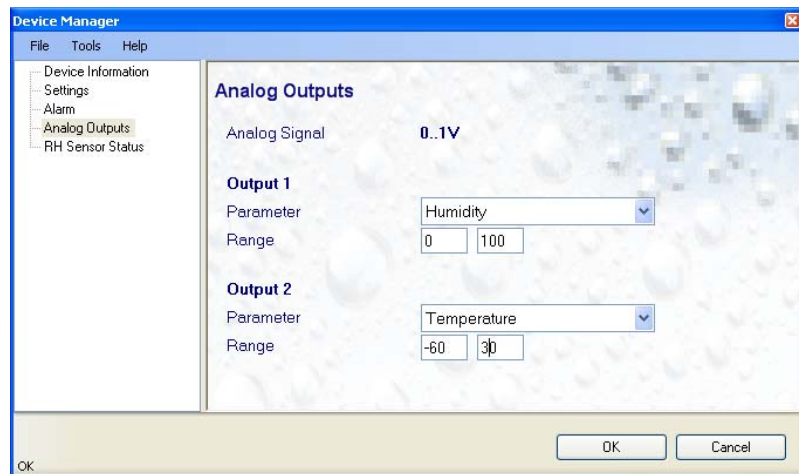 Device Manager
File Tools Help
Device Information
Settings
Alarm
Analog Outputs
RH Sensor Status
Analog Outputs
Analog Signal 0..1V
Output 1
Parameter Humidity
Range 0 100
Output 2
Parameter Temperature
Range -60 30
OK Cancel
OK